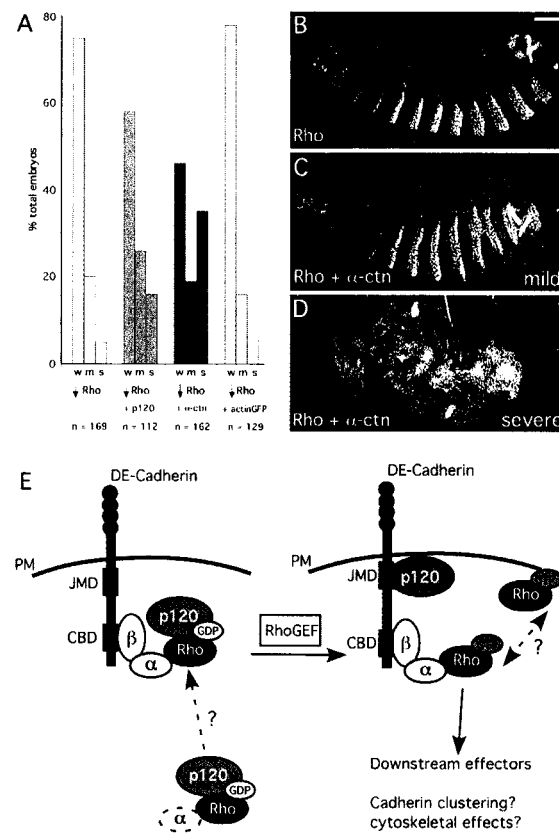 A
80
60
40
20
0
% total embryos
w m s w m s w m s w m s
Rho Rho Rho Rho
+ p120 + α-ctn + actinGFP
n = 169 n = 112 n = 162 n = 129
B
Rho
C
Rho + α-ctn mild
D
Rho + α-ctn severe
E
DE-Cadherin
PM
JMD
CBD
β
α
p120
GDP
Rho
?
p120
GDP
Rho
α
RhoGEF
DE-Cadherin
PM
JMD
p120
CBD
β
α
Rho
Rho
?
Downstream effectors
Cadherin clustering?
cytoskeletal effects?